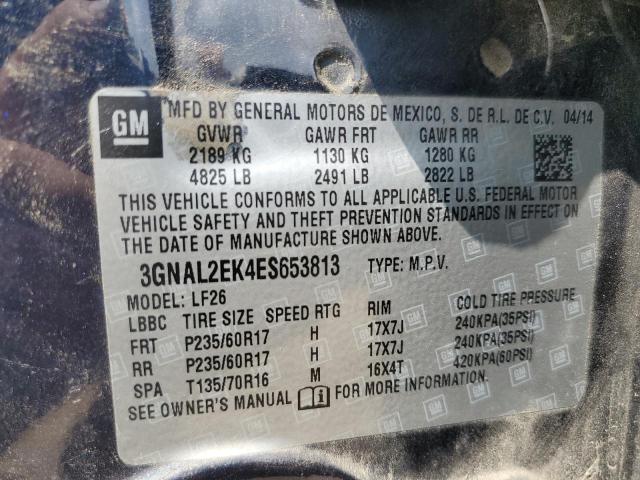 GM MFD BY GENERAL MOTORS DE MEXICO, S. DE R.L. DE C.V. 04/14
GVWR GAWR FRT GAWR RR
2189 KG 1130 KG 1280 KG
4825 LB 2491 LB 2822 LB
THIS VEHICLE CONFORMS TO ALL APPLICABLE U.S. FEDERAL MOTOR
VEHICLE SAFETY AND THEFT PREVENTION STANDARDS IN EFFECT ON
THE DATE OF MANUFACTURE SHOWN ABOVE.
3GNAL2EK4ES653813 TYPE: M.P.V.
MODEL: LF26
LBBC TIRE SIZE SPEED RTG RIM COLD TIRE PRESSURE
FRT P235/60R17 H 17X7J 240KPA(35PSI)
RR P235/60R17 H 17X7J 240KPA(35PSI)
SPA T135/70R16 M 16X4T 420KPA(60PSI)
SEE OWNER'S MANUAL FOR MORE INFORMATION.